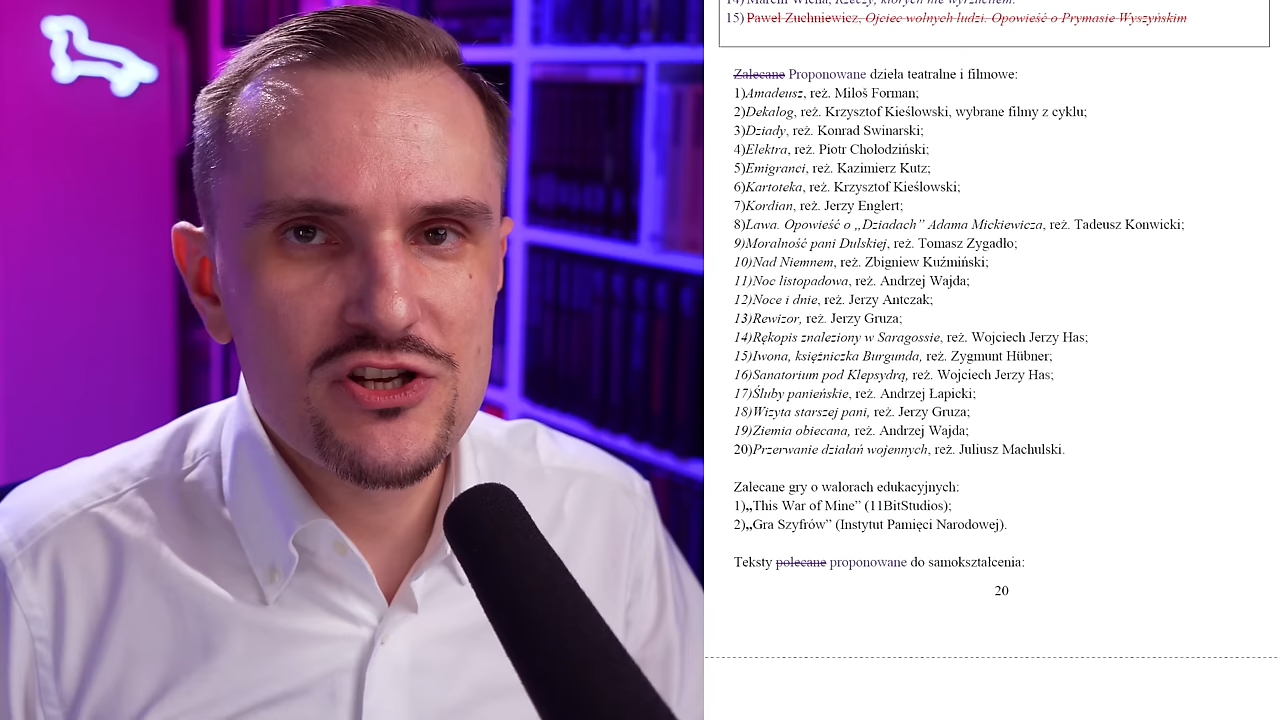 14) Marcin Wicha, Rzeczy, których nie wyrzuciłem.
15) Paweł Zuchniewicz, Ojciec wolnych ludzi. Opowieść o Prymasie Wyszyńskim
Zalecane Proponowane dzieła teatralne i filmowe:
1)Amadeusz, reż. Miloš Forman;
2)Dekalog, reż. Krzysztof Kieślowski, wybrane filmy z cyklu;
3)Dziady, reż. Konrad Swinarski;
4)Elektra, reż. Piotr Chołodziński;
5)Emigranci, reż. Kazimierz Kutz;
6)Kartoteka, reż. Krzysztof Kieślowski;
7)Kordian, reż. Jerzy Englert;
8)Lawa. Opowieść o „Dziadach” Adama Mickiewicza, reż. Tadeusz Konwicki;
9)Moralność pani Dulskiej, reż. Tomasz Zygadło;
10)Nad Niemnem, reż. Zbigniew Kuźmiński;
11)Noc listopadowa, reż. Andrzej Wajda;
12)Noce i dnie, reż. Jerzy Antczak;
13)Rewizor, reż. Jerzy Gruza;
14)Rękopis znaleziony w Saragossie, reż. Wojciech Jerzy Has;
15)Iwona, księżniczka Burgunda, reż. Zygmunt Hübner;
16)Sanatorium pod Klepsydrą, reż. Wojciech Jerzy Has;
17)Śluby panieńskie, reż. Andrzej Łapicki;
18)Wizyta starszej pani, reż. Jerzy Gruza;
19)Ziemia obiecana, reż. Andrzej Wajda;
20)Przerwanie działań wojennych, reż. Juliusz Machulski.
Zalecane gry o walorach edukacyjnych:
1)„This War of Mine” (11BitStudios);
2)„Gra Szyfrów” (Instytut Pamięci Narodowej).
Teksty polecane proponowane do samokształcenia:
20